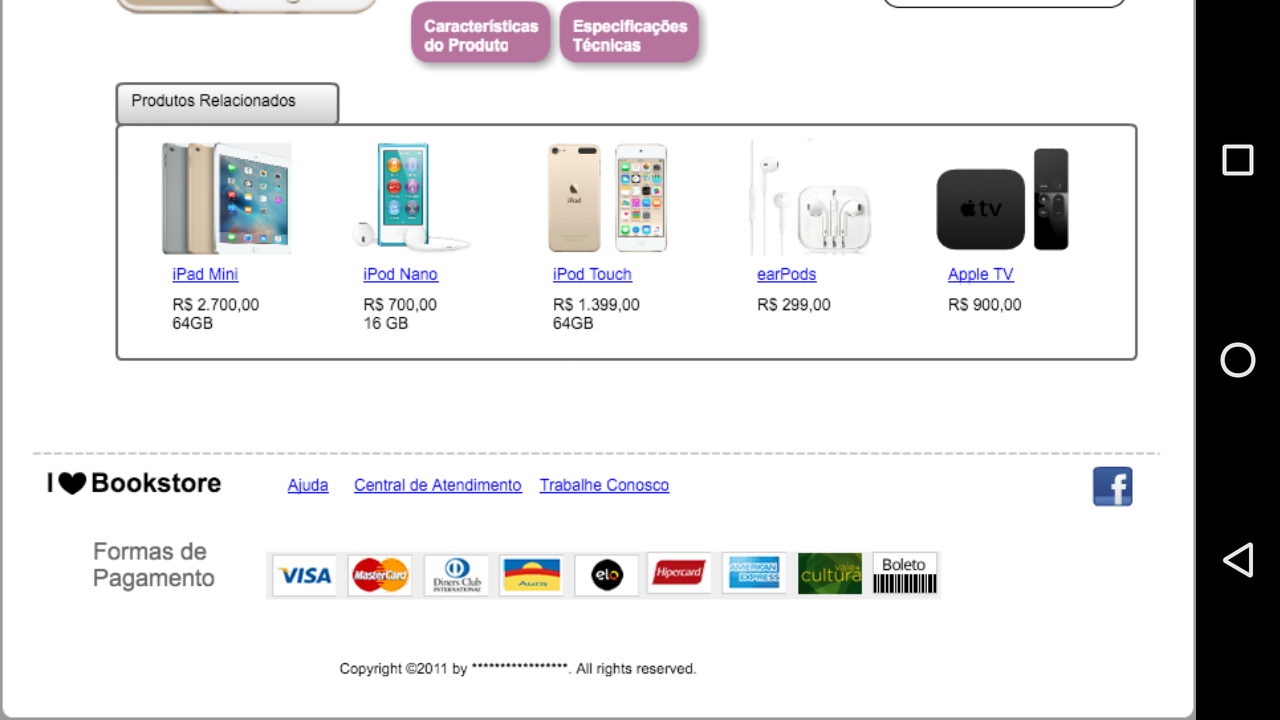 Características
do Produto
Especificações
Técnicas
Produtos Relacionados
iPod
tv
iPad Mini
iPod Nano
iPod Touch
earPods
Apple TV
R$ 2.700,00
64GB
R$ 700,00
16 GB
R$ 1.399,00
64GB
R$ 299,00
R$ 900,00
I Bookstore
Ajuda
Central de Atendimento
Trabalhe Conosco
f
Formas de
Pagamento
VISA
MasterCard
Diners Club
INTERNATIONAL
Aura
elo
Hipercard
AMERICAN
EXPRESS
vale
cultura
Boleto
Copyright ©2011 by *****************. All rights reserved.